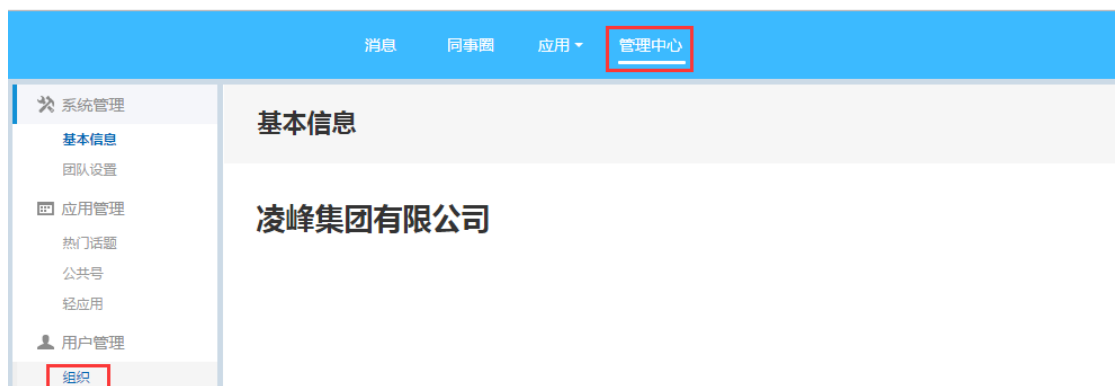 消息 同事圈 应用 管理中心
系统管理
基本信息
团队设置
应用管理
热门话题
公共号
轻应用
用户管理
组织
基本信息
凌峰集团有限公司